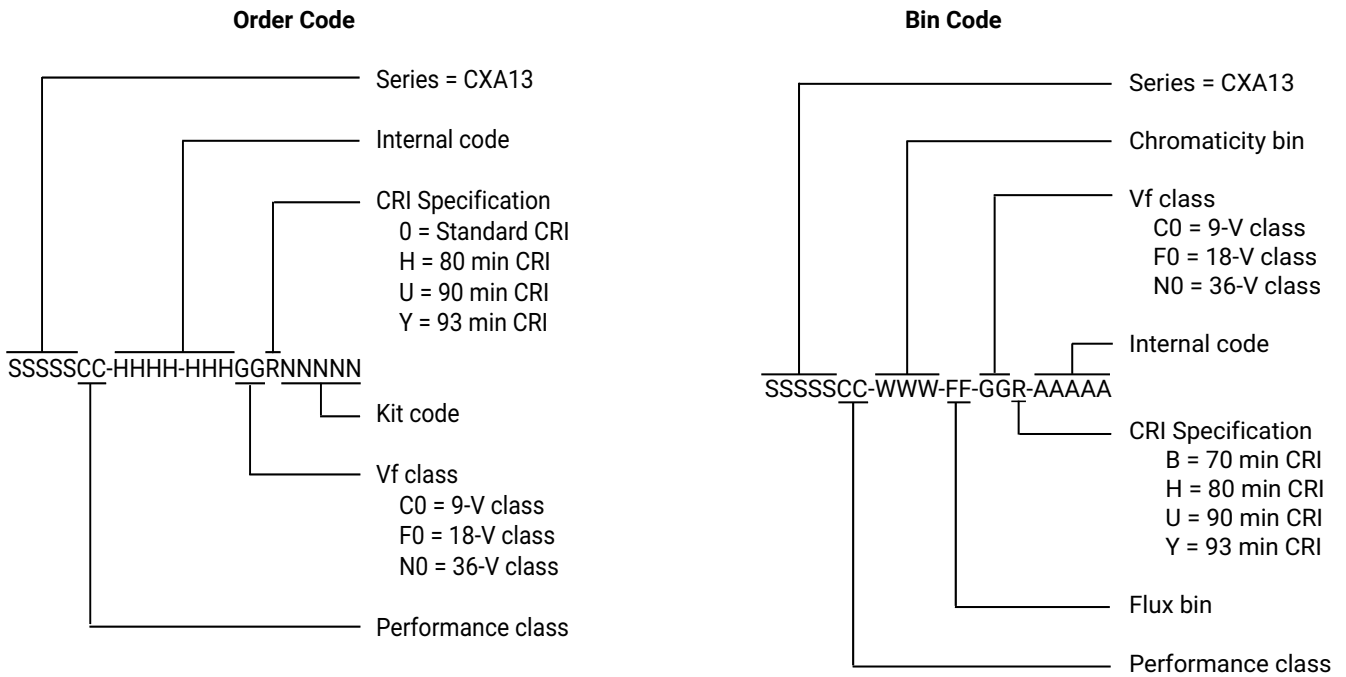 Order Code
Series = CXA13
Internal code
CRI Specification
0 = Standard CRI
H = 80 min CRI
U = 90 min CRI
Y = 93 min CRI
SSSSSCC-HHHH-HHHGGRNNNNN
Kit code
Vf class
C0 = 9-V class
F0 = 18-V class
N0 = 36-V class
Performance class
Bin Code
Series = CXA13
Chromaticity bin
Vf class
C0 = 9-V class
F0 = 18-V class
N0 = 36-V class
Internal code
SSSSSCC-WWW-FF-GGR-AAAAA
CRI Specification
B = 70 min CRI
H = 80 min CRI
U = 90 min CRI
Y = 93 min CRI
Flux bin
Performance class